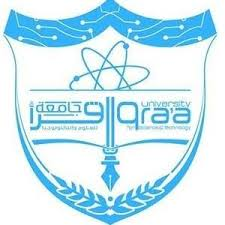 جامعة
اقرأ
للعلوم والتكنولوجيا
university
Iqra'a
for science and Technology